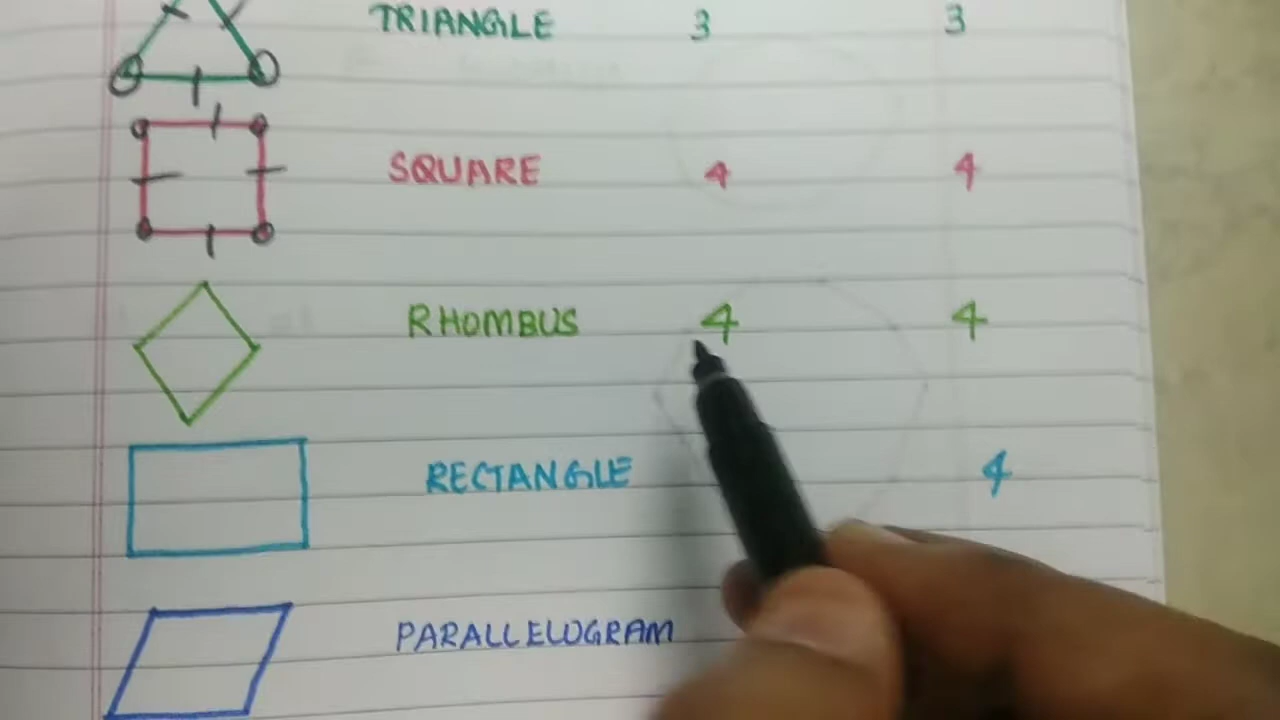 TRIANGLE 3 3
SQUARE 4 4
RHOMBUS 4 4
RECTANGLE 4
PARALLELOGRAM